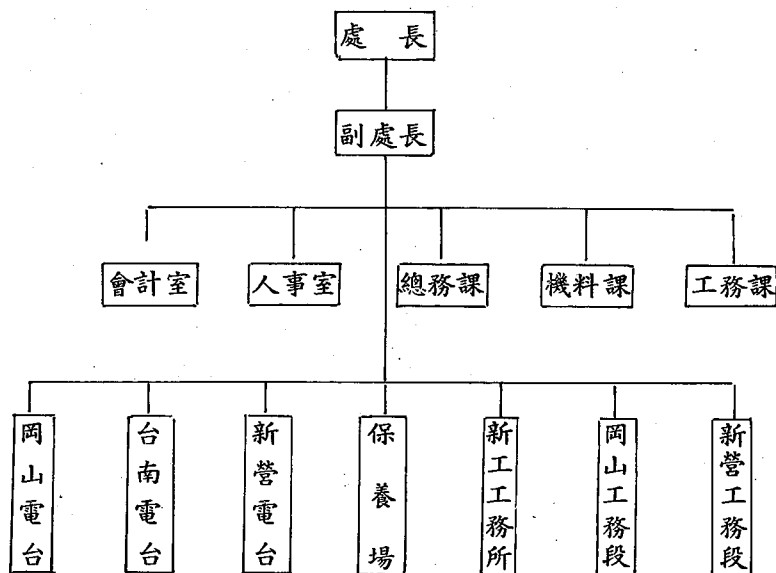 處長
副處長
會計室
人事室
總務課
機料課
工務課
岡山電台
台南電台
新營電台
保養場
新工工務所
岡山工務段
新營工務段